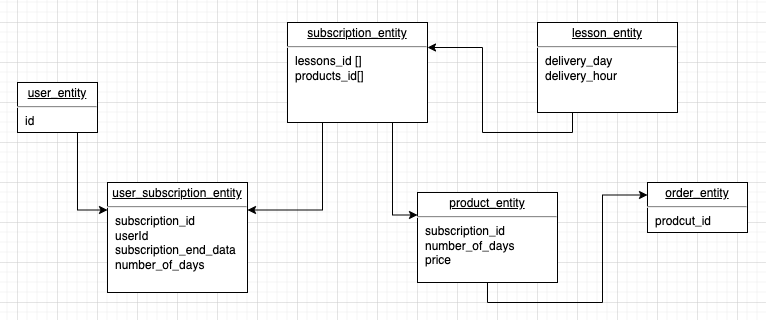 subscription_entity
lessons_id []
products_id[]
lesson_entity
delivery_day
delivery_hour
user_entity
id
user_subscription_entity
subscription_id
userId
subscription_end_data
number_of_days
product_entity
subscription_id
number_of_days
price
order_entity
prodcut_id